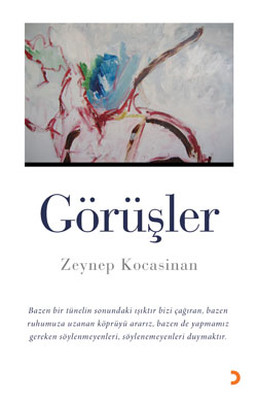 Görüşler
Zeynep Kocasinan
Bazen bir tünelin sonundaki ışıktır bizi çağıran, bazen
ruhumuza uzanan köprüyü ararız, bazen de yapmamız
gereken söylenmeyenleri, söylenemeyenleri duymaktır.